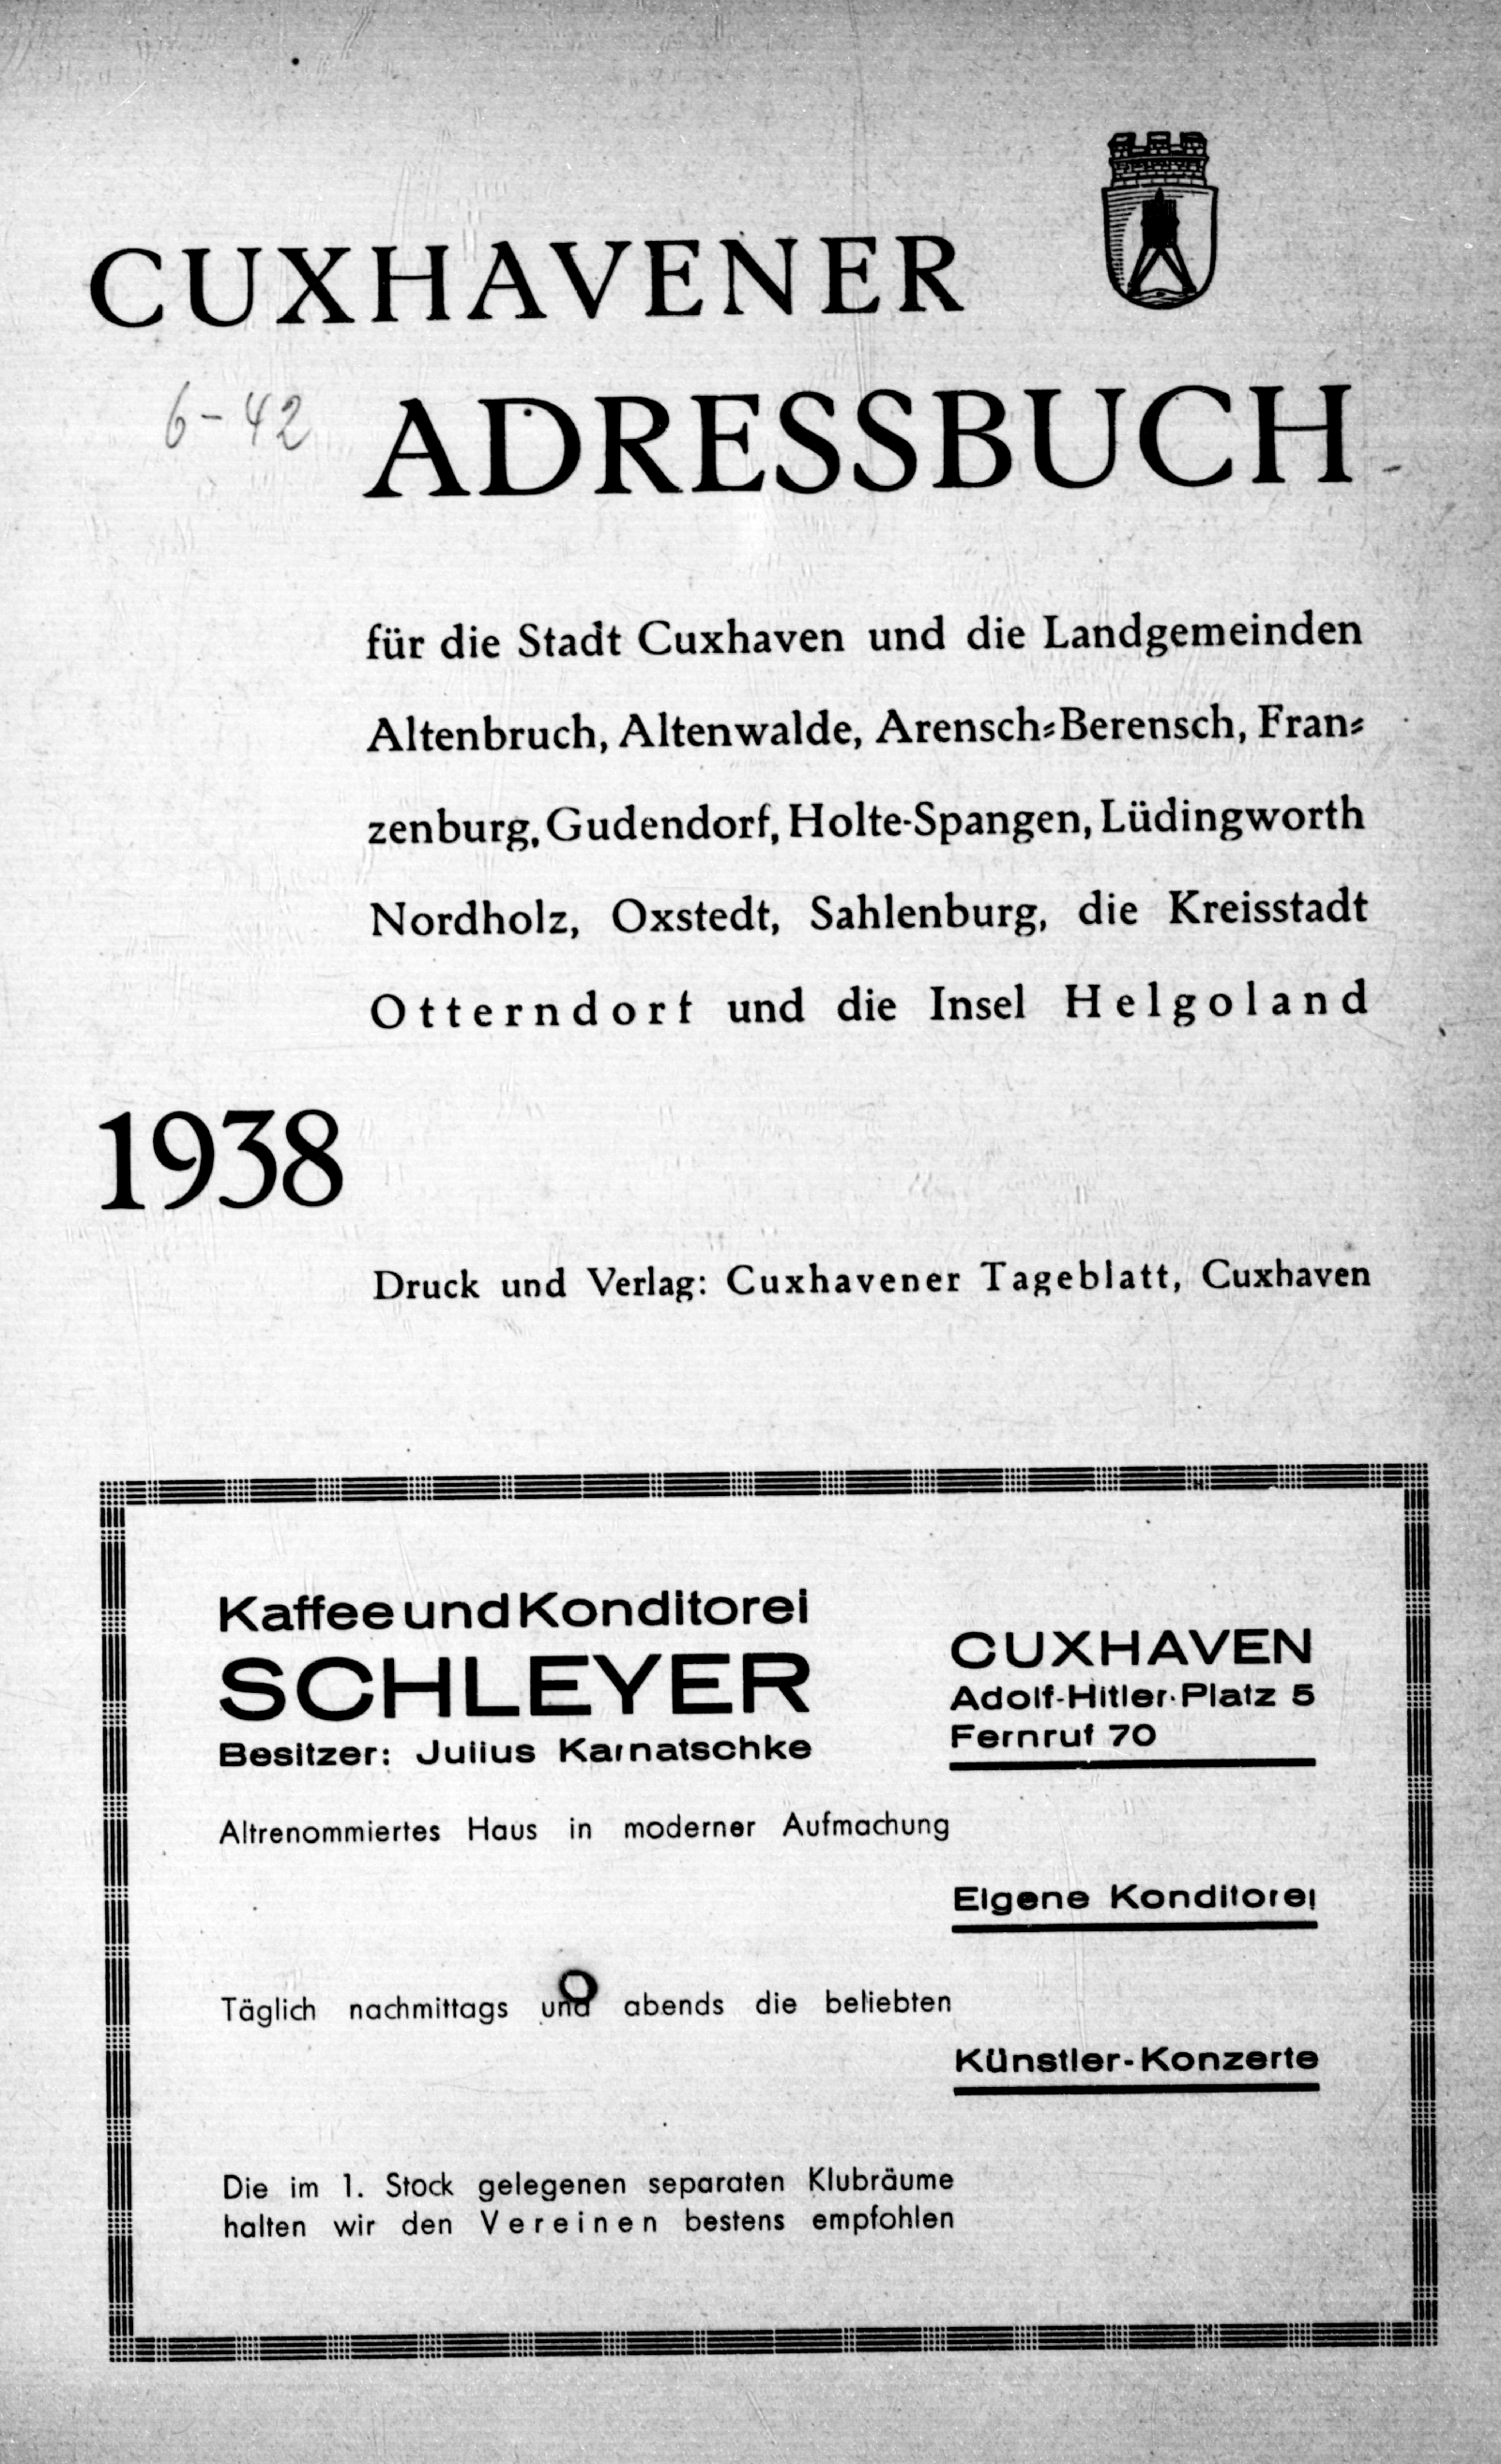 CUXHAVENER
6-42
ADRESSBUCH
für die Stadt Cuxhaven und die Landgemeinden
Altenbruch, Altenwalde, Arensch-Berensch, Fran-
zenburg, Gudendorf, Holte-Spangen, Lüdingworth
Nordholz, Oxstedt, Sahlenburg, die Kreisstadt
Otterndorf und die Insel Helgoland
1938
Druck und Verlag: Cuxhavener Tageblatt, Cuxhaven
Kaffee und Konditorei
SCHLEYER
Besitzer: Julius Karnatschke
CUXHAVEN
Adolf-Hitler-Platz 5
Fernruf 70
Altrenommiertes Haus in moderner Aufmachung
Eigene Konditorei
Täglich nachmittags und abends die beliebten
Künstler-Konzerte
Die im 1. Stock gelegenen separaten Klubräume
halten wir den Vereinen bestens empfohlen